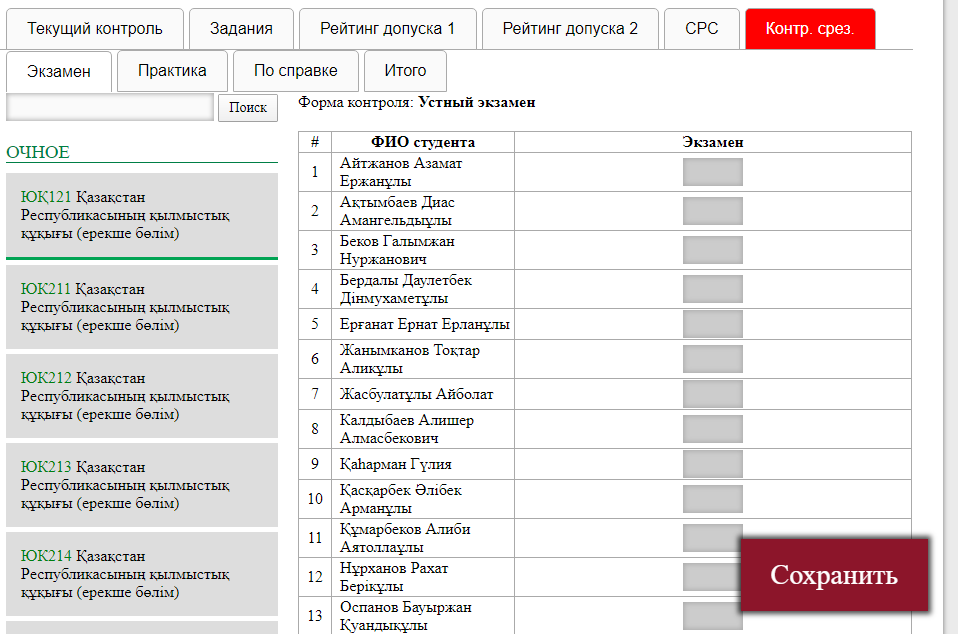 Текущий контроль
Задания
Рейтинг допуска 1
Рейтинг допуска 2
СРС
Контр. срез.
Экзамен
Практика
По справке
Итого
Поиск
Форма контроля: Устный экзамен
ОЧНОЕ
ЮҚ121 Қазақстан
Республикасының қылмыстық
құқығы (ерекше бөлім)
ЮК211 Қазақстан
Республикасының қылмыстық
құқығы (ерекше бөлім)
ЮК212 Қазақстан
Республикасының қылмыстық
құқығы (ерекше бөлім)
ЮК213 Қазақстан
Республикасының қылмыстық
құқығы (ерекше бөлім)
ЮК214 Қазақстан
Республикасының қылмыстық
құқығы (ерекше бөлім)
# ФИО студента Экзамен
1 Айтжанов Азамат
Ержанұлы
2 Ақтымбаев Диас
Амангельдыұлы
3 Беков Галымжан
Нуржанович
4 Бердалы Даулетбек
Дінмухаметұлы
5 Ерғанат Ернат Ерланұлы
6 Жанымканов Тоқтар
Алиқұлы
7 Жасбулатұлы Айболат
8 Калдыбаев Алишер
Алмасбекович
9 Қаһарман Гүлия
10 Қасқарбек Әлібек
Арманұлы
11 Құмарбеков Алиби
Аятоллаұлы
12 Нұрханов Рахат
Беріқұлы
13 Оспанов Бауыржан
Қуандықұлы
Сохранить